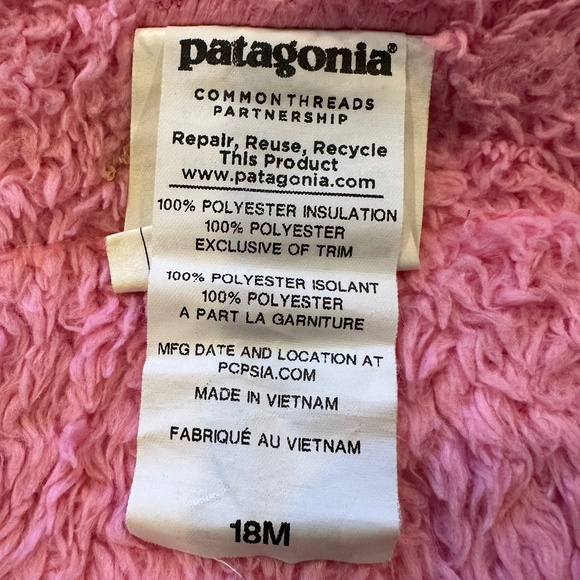 patagonia®
COMMON THREADS
PARTNERSHIP
Repair, Reuse, Recycle
This Product
www.patagonia.com
100% POLYESTER INSULATION
100% POLYESTER
EXCLUSIVE OF TRIM
100% POLYESTER ISOLANT
100% POLYESTER
A PART LA GARNITURE
MFG DATE AND LOCATION AT
PCPSIA.COM
MADE IN VIETNAM
FABRIQUÉ AU VIETNAM
18M